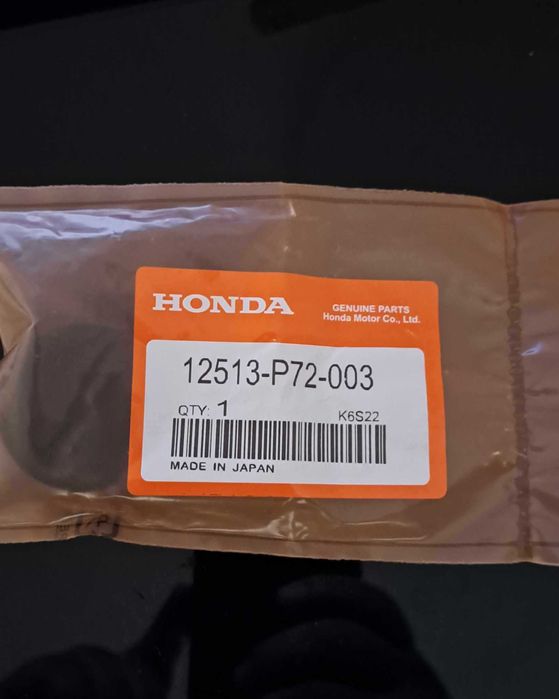 HONDA
GENUINE PARTS
Honda Motor Co., Ltd.
12513-P72-003
QTY: 1
K6S22
MADE IN JAPAN